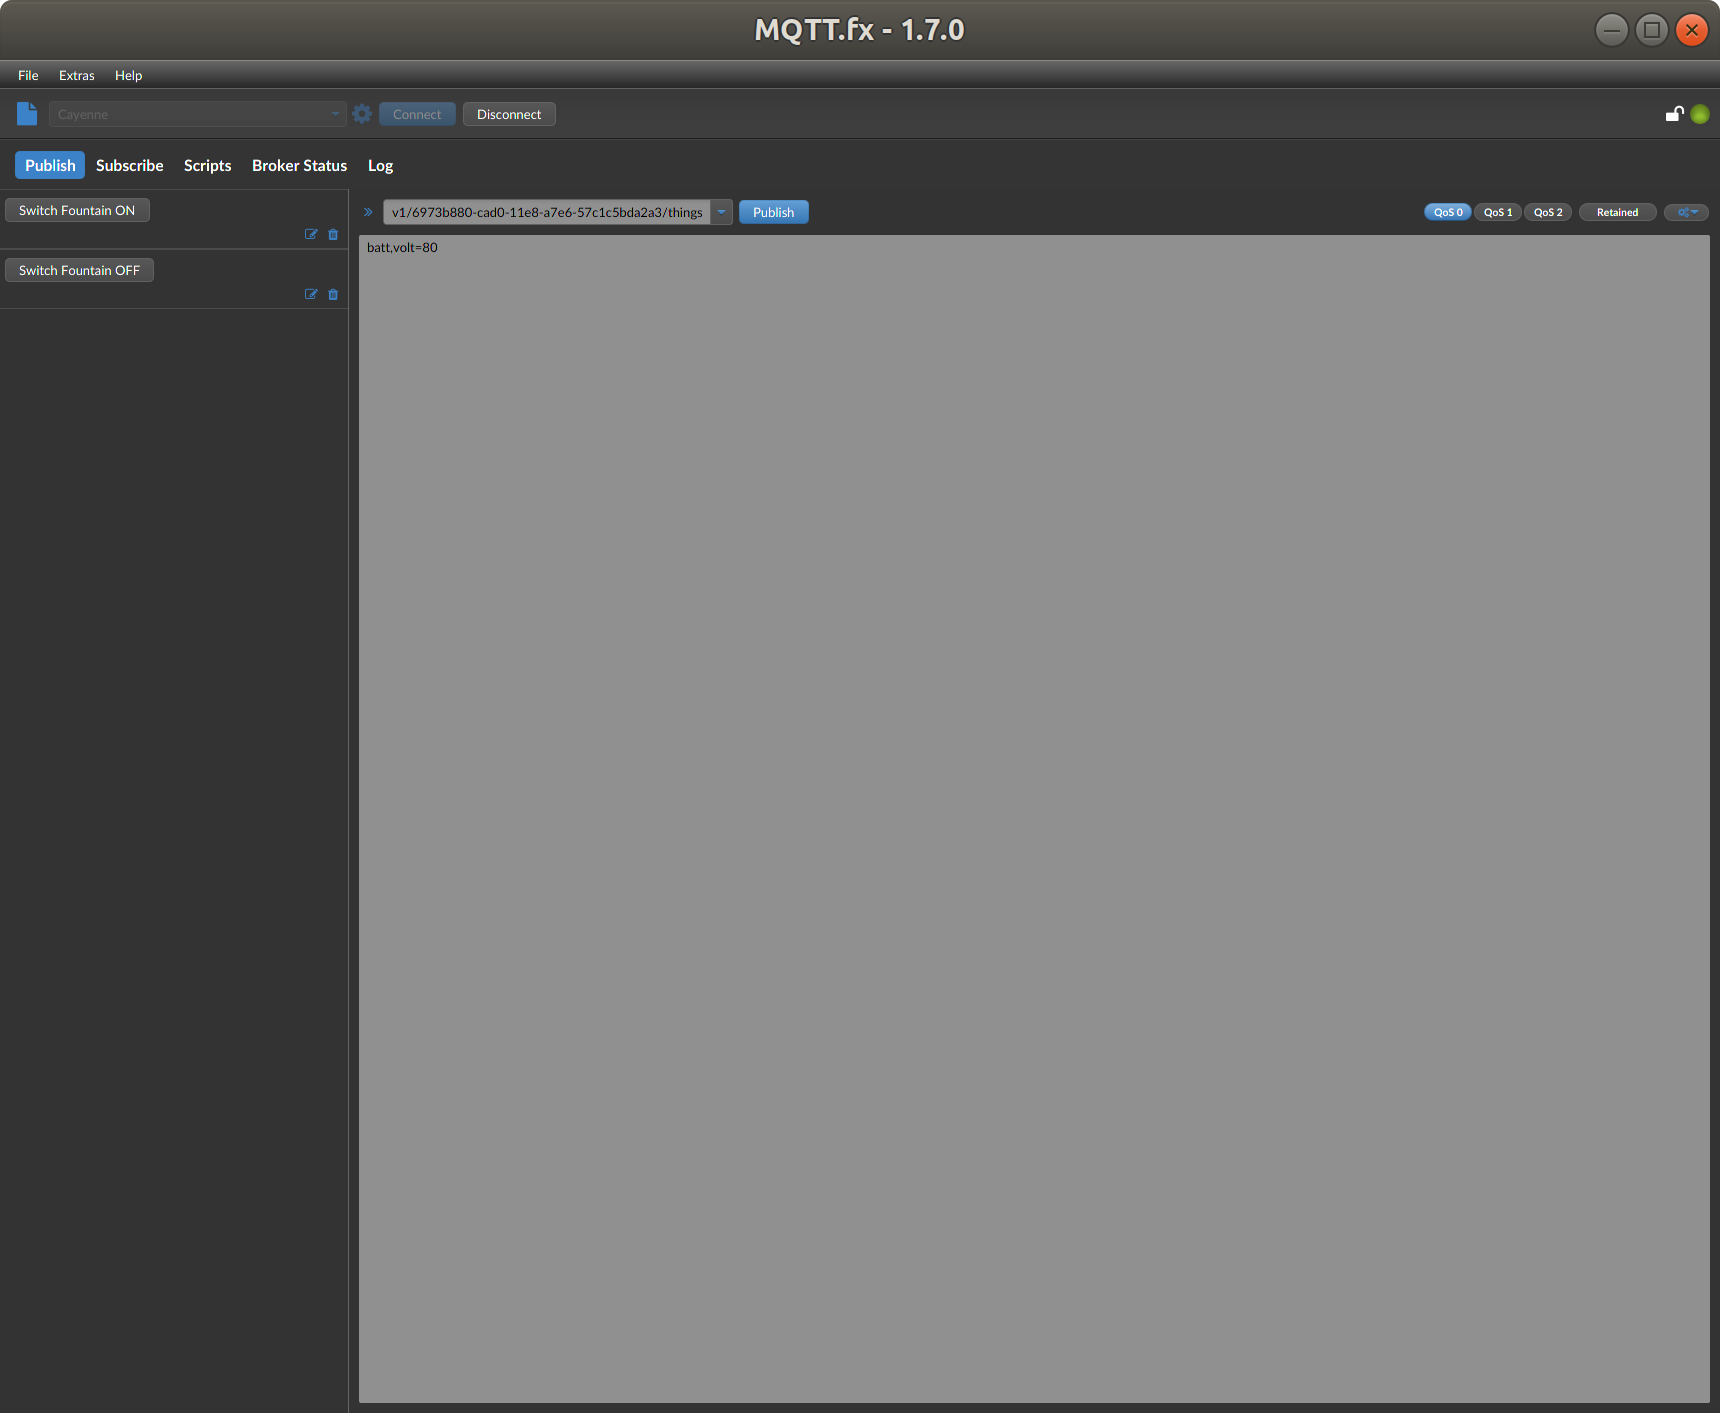 MQTT.fx - 1.7.0
File Extras Help
Cayenne Connect Disconnect
Publish Subscribe Scripts Broker Status Log
Switch Fountain ON
Switch Fountain OFF
v1/6973b880-cad0-11e8-a7e6-57c1c5bda2a3/things Publish QoS 0 QoS 1 QoS 2 Retained
batt,volt=80